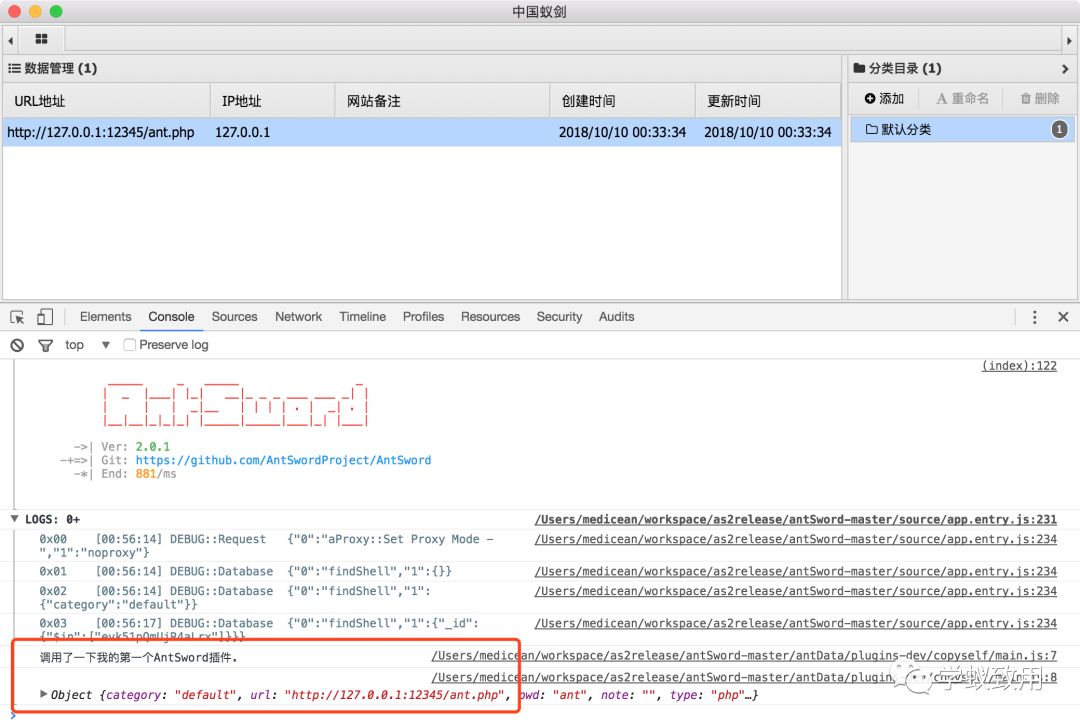 中国蚁剑
数据管理 (1)
分类目录 (1)
URL地址 IP地址 网站备注 创建时间 更新时间
添加 重命名 删除
http://127.0.0.1:12345/ant.php 127.0.0.1 2018/10/10 00:33:34 2018/10/10 00:33:34
默认分类 1
Elements Console Sources Network Timeline Profiles Resources Security Audits
top Preserve log
(index):122
AntSword
->| Ver: 2.0.1
-+=>| Git: https://github.com/AntSwordProject/AntSword
-*| End: 881/ms
LOGS: 0+ /Users/medicean/workspace/as2release/antSword-master/source/app.entry.js:231
0x00 [00:56:14] DEBUG::Request {"0":"aProxy::Set Proxy Mode - /Users/medicean/workspace/as2release/antSword-master/source/app.entry.js:234
","1":"noproxy"}
0x01 [00:56:14] DEBUG::Database {"0":"findShell","1":{}} /Users/medicean/workspace/as2release/antSword-master/source/app.entry.js:234
0x02 [00:56:14] DEBUG::Database {"0":"findShell","1": /Users/medicean/workspace/as2release/antSword-master/source/app.entry.js:234
{"category":"default"}}
0x03 [00:56:17] DEBUG::Database {"0":"findShell","1":{"_id": /Users/medicean/workspace/as2release/antSword-master/source/app.entry.js:234
调用了一下我的第一个AntSword插件. /Users/medicean/workspace/as2release/antSword-master/antData/plugins-dev/copyself/main.js:7
/Users/medicean/workspace/as2release/antSword-master/antData/plugin
:8
Object {category: "default", url: "http://127.0.0.1:12345/ant.php", pwd: "ant", note: "", type: "php"…}
学蚁致用